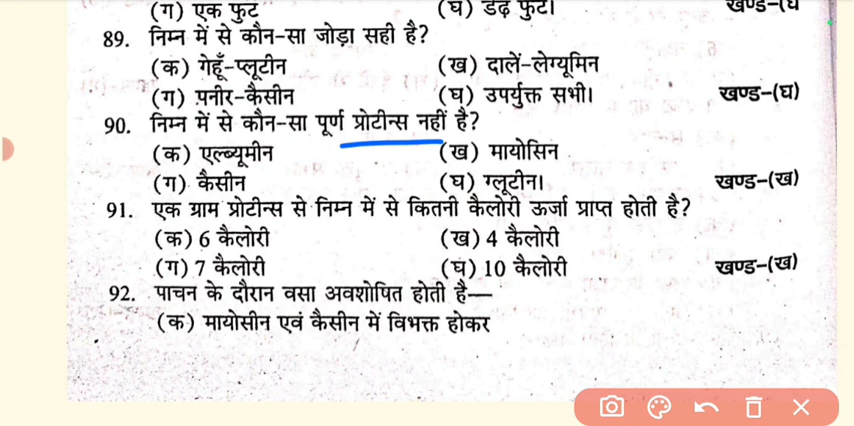 (ग) एक फुट (घ) डेढ़ फुट। खण्ड-(घ
89. निम्न में से कौन-सा जोड़ा सही है?
(क) गेहूँ-प्लूटीन (ख) दालें-लेग्यूमिन
(ग) पनीर-कैसीन (घ) उपर्युक्त सभी। खण्ड-(घ)
90. निम्न में से कौन-सा पूर्ण प्रोटीन्स नहीं है?
(क) एल्ब्यूमीन (ख) मायोसिन
(ग) कैसीन (घ) ग्लूटीन। खण्ड-(ख)
91. एक ग्राम प्रोटीन्स से निम्न में से कितनी कैलोरी ऊर्जा प्राप्त होती है?
(क) 6 कैलोरी (ख) 4 कैलोरी
(ग) 7 कैलोरी (घ) 10 कैलोरी खण्ड-(ख)
92. पाचन के दौरान वसा अवशोपित होती है—
(क) मायोसीन एवं कैसीन में विभक्त होकर